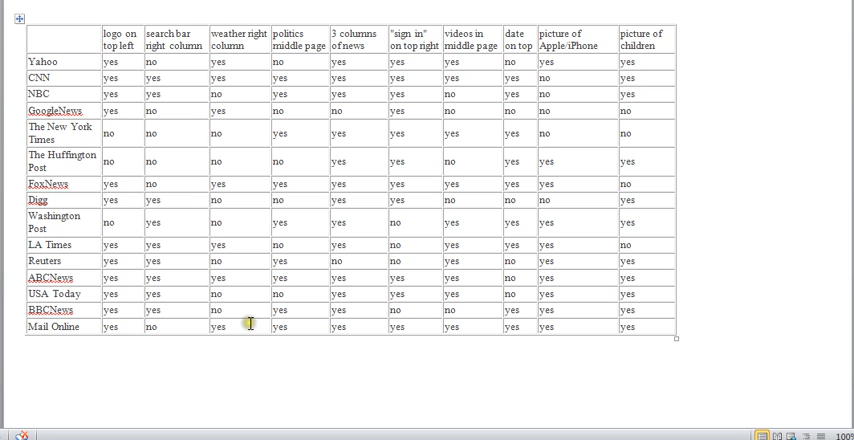 logo on top left | search bar right column | weather right column | politics middle page | 3 columns of news | "sign in" on top right | videos in middle page | date on top | picture of Apple/iPhone | picture of children
Yahoo yes no yes no yes yes yes no yes yes
CNN yes yes yes yes yes yes yes yes no yes
NBC yes yes no yes yes yes no yes no yes
GoogleNews yes no yes no no yes no no no no
The New York Times no no no yes yes yes yes yes no no
The Huffington Post no no no no yes yes no yes yes yes
FoxNews yes no yes yes yes yes yes yes yes no
Digg yes yes no no yes yes no no no yes
Washington Post no yes no yes yes no yes yes yes yes
LA Times yes yes yes no yes no yes yes yes no
Reuters yes yes no yes no no yes no yes yes
ABCNews yes yes yes yes yes yes yes no yes yes
USA Today yes yes no no yes yes yes no yes yes
BBCNews yes yes no yes yes no no yes yes yes
Mail Online yes no yes yes yes yes yes yes yes yes
100%